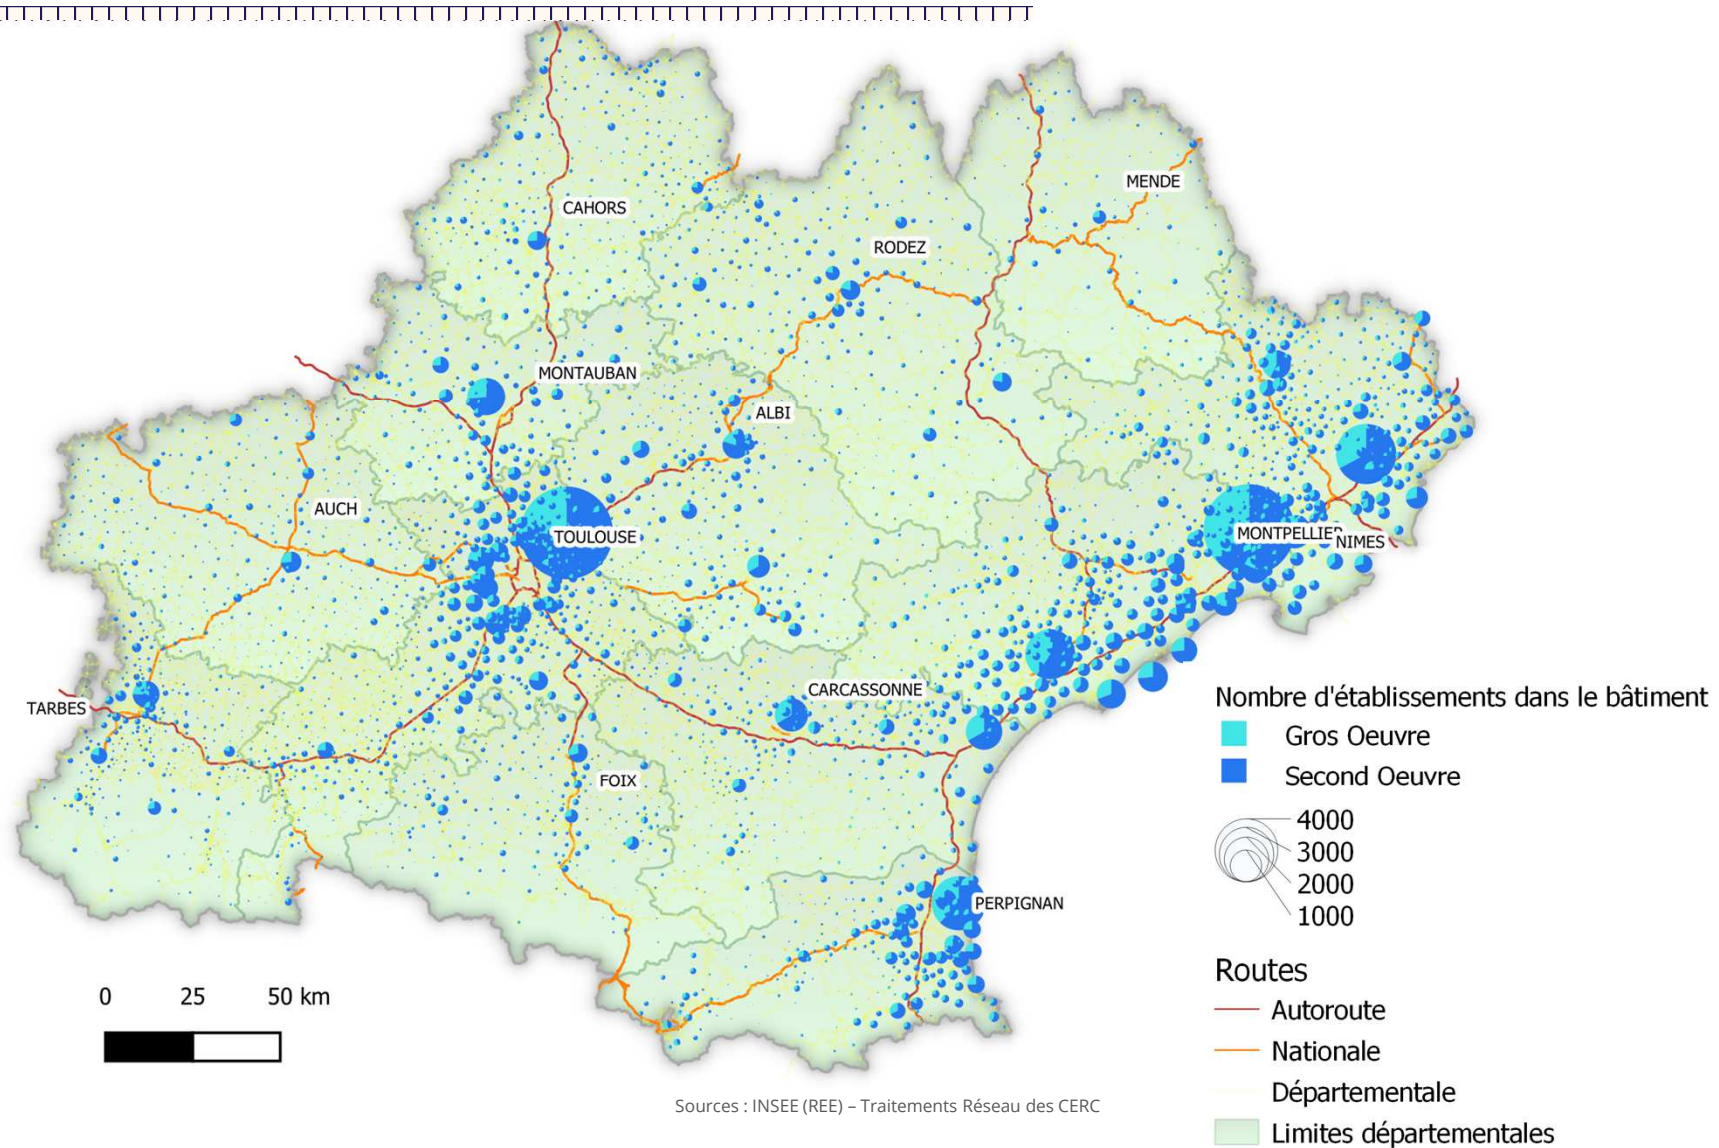 MENDE
CAHORS
RODEZ
MONTAUBAN
ALBI
AUCH
TOULOUSE
MONTPELLIER
NIMES
CARCASSONNE
TARBES
FOIX
PERPIGNAN
Nombre d'établissements dans le bâtiment
Gros Oeuvre
Second Oeuvre
4000
3000
2000
1000
Routes
Autoroute
Nationale
Départementale
Limites départementales
0 25 50 km
Sources : INSEE (REE) – Traitements Réseau des CERC